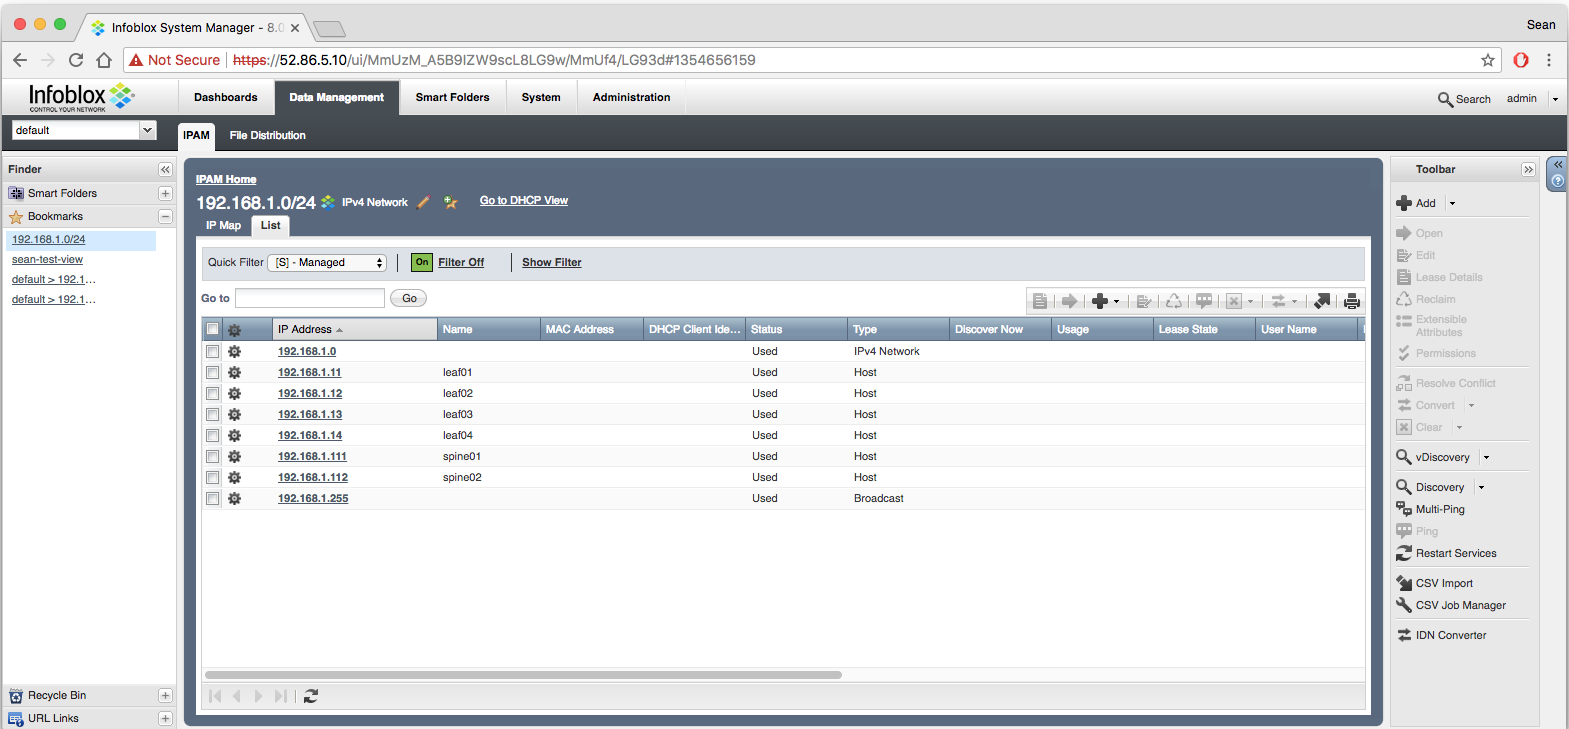 Infoblox System Manager - 8.0
Sean
Not Secure https://52.86.5.10/ui/MmUzM_A5B9IZW9scL8LG9w/MmUf4/LG93d#1354656159
Infoblox
CONTROL YOUR NETWORK
Dashboards Data Management Smart Folders System Administration
Search admin
default
IPAM File Distribution
Finder
Smart Folders
Bookmarks
192.168.1.0/24
sean-test-view
default > 192.1...
default > 192.1...
Recycle Bin
URL Links
IPAM Home
192.168.1.0/24 IPv4 Network Go to DHCP View
IP Map List
Quick Filter [S] - Managed On Filter Off Show Filter
Go to Go
IP Address Name MAC Address DHCP Client Ide... Status Type Discover Now Usage Lease State User Name
192.168.1.0 Used IPv4 Network
192.168.1.11 leaf01 Used Host
192.168.1.12 leaf02 Used Host
192.168.1.13 leaf03 Used Host
192.168.1.14 leaf04 Used Host
192.168.1.111 spine01 Used Host
192.168.1.112 spine02 Used Host
192.168.1.255 Used Broadcast
Toolbar
Add
Open
Edit
Lease Details
Reclaim
Extensible
Attributes
Permissions
Resolve Conflict
Convert
Clear
vDiscovery
Discovery
Multi-Ping
Ping
Restart Services
CSV Import
CSV Job Manager
IDN Converter